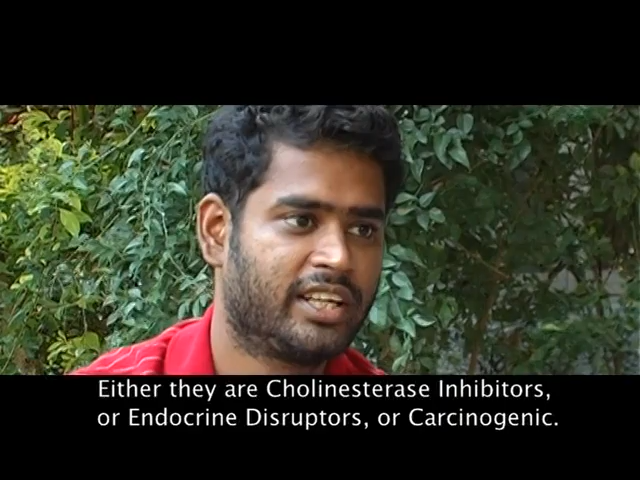 Either they are Cholinesterase Inhibitors,
or Endocrine Disruptors, or Carcinogenic.